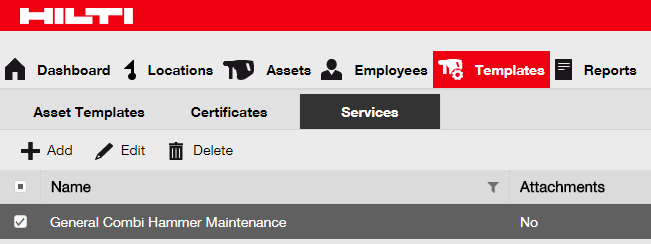 HILTI
Dashboard Locations Assets Employees Templates Reports
Asset Templates Certificates Services
Add Edit Delete
Name Attachments
General Combi Hammer Maintenance No